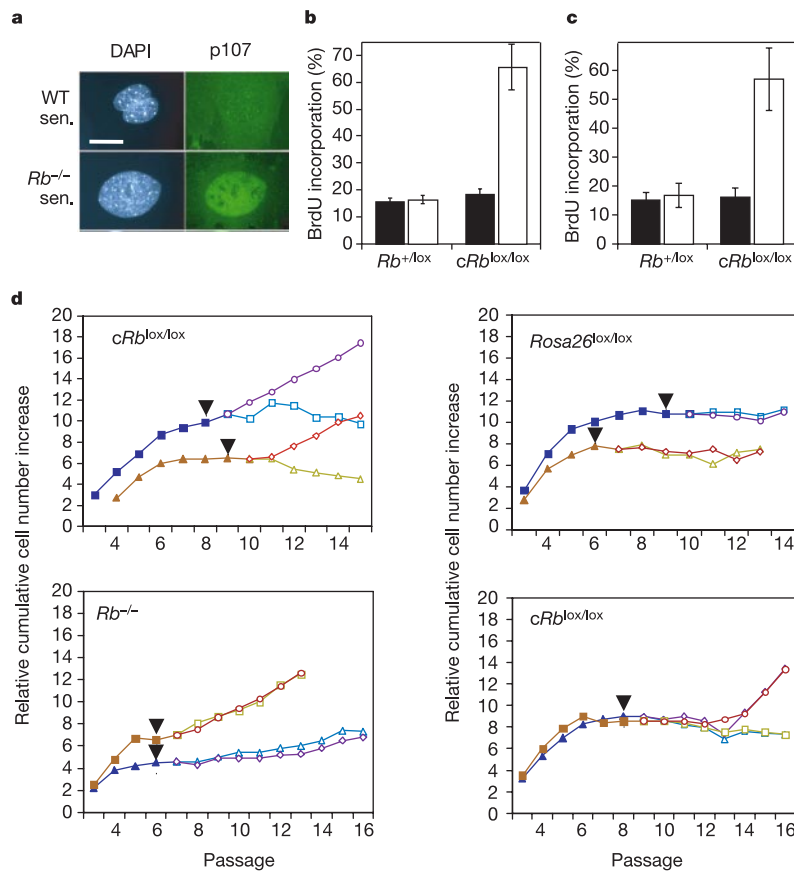 a
DAPI p107
WT sen.
Rb−/− sen.
b
BrdU incorporation (%)
70
60
50
40
30
20
10
0
Rb+/lox cRblox/lox
c
BrdU incorporation (%)
70
60
50
40
30
20
10
0
Rb+/lox cRblox/lox
d
Relative cumulative cell number increase
cRblox/lox
20
18
16
14
12
10
8
6
4
2
0
4 6 8 10 12 14
Rb−/−
20
18
16
14
12
10
8
6
4
2
0
4 6 8 10 12 14 16
Passage
Relative cumulative cell number increase
Rosa26lox/lox
20
18
16
14
12
10
8
6
4
2
0
4 6 8 10 12 14
cRblox/lox
20
18
16
14
12
10
8
6
4
2
0
4 6 8 10 12 14 16
Passage